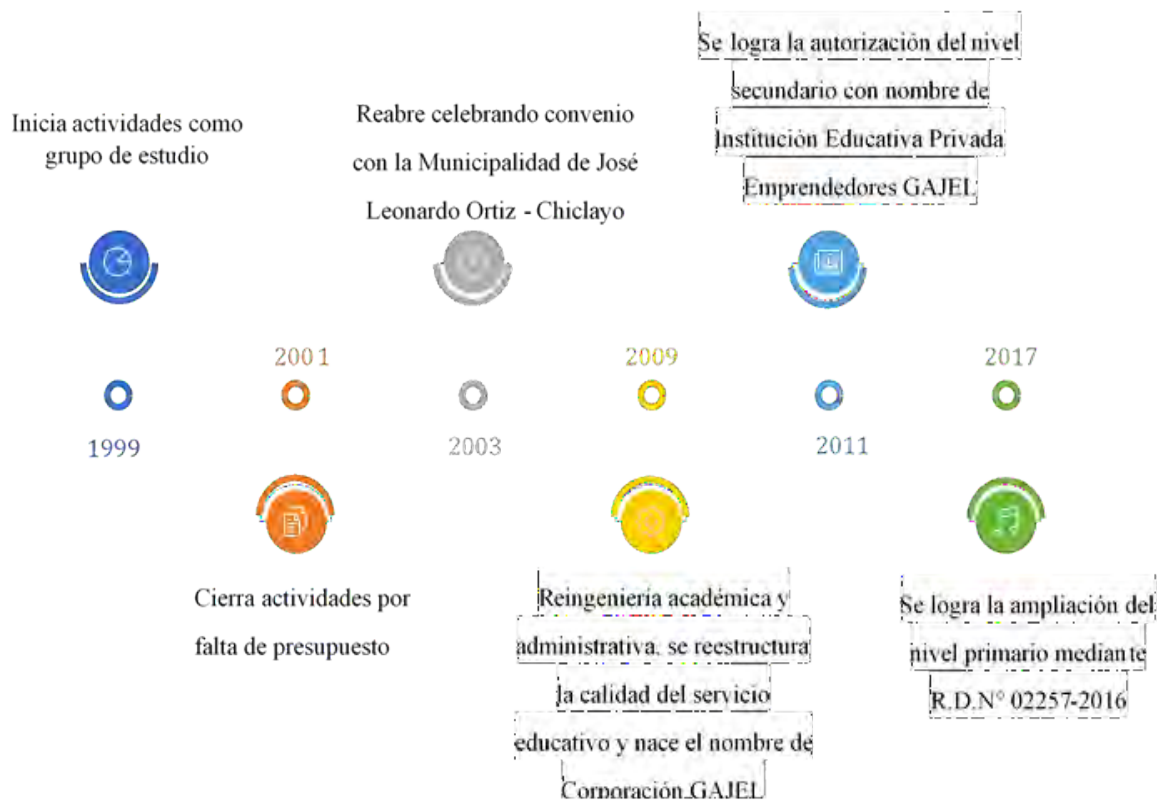 Inicia actividades como
grupo de estudio
1999
2001
Cierra actividades por
falta de presupuesto
Reabre celebrando convenio
con la Municipalidad de José
Leonardo Ortiz - Chiclayo
2003
2009
Reingeniería académica y
administrativa, se reestructura
la calidad del servicio
educativo y nace el nombre de
Corporación GAJEL
Se logra la autorización del nivel
secundario con nombre de
Institución Educativa Privada
Emprendedores GAJEL
2011
2017
Se logra la ampliación del
nivel primario mediante
R.D.N° 02257-2016